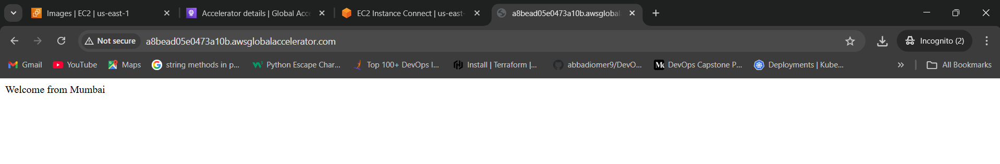 Images | EC2 | us-east-1
Accelerator details | Global Acce
EC2 Instance Connect | us-east-
a8bead05e0473a10b.awsglobal
Not secure
a8bead05e0473a10b.awsglobalaccelerator.com
Incognito (2)
Gmail
YouTube
Maps
string methods in p...
Python Escape Char...
Top 100+ DevOps I...
Install | Terraform |...
abbadiomer9/DevO...
DevOps Capstone P...
Deployments | Kube...
All Bookmarks
Welcome from Mumbai